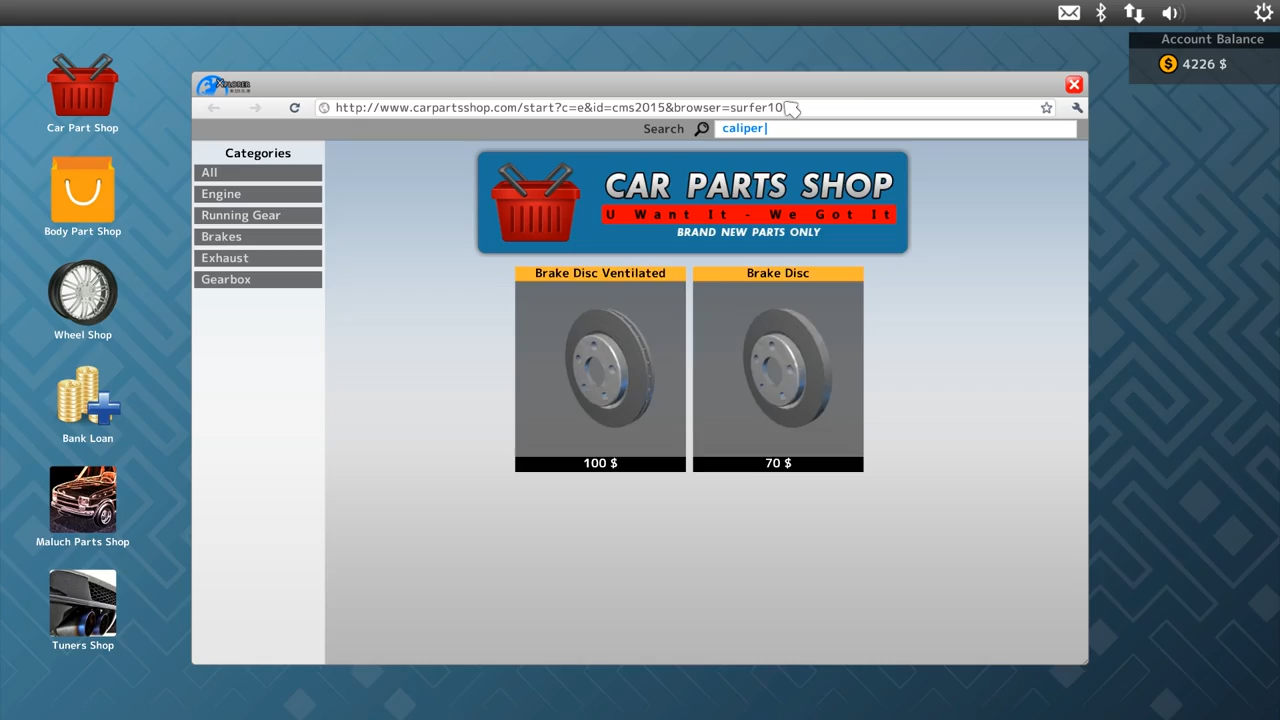 Account Balance
4226 $
Car Part Shop
Body Part Shop
Wheel Shop
Bank Loan
Maluch Parts Shop
Tuners Shop
XPLORER
http://www.carpartsshop.com/start?c=e&id=cms2015&browser=surfer10
Search
caliper
Categories
All
Engine
Running Gear
Brakes
Exhaust
Gearbox
CAR PARTS SHOP
U Want It - We Got It
BRAND NEW PARTS ONLY
Brake Disc Ventilated
100 $
Brake Disc
70 $